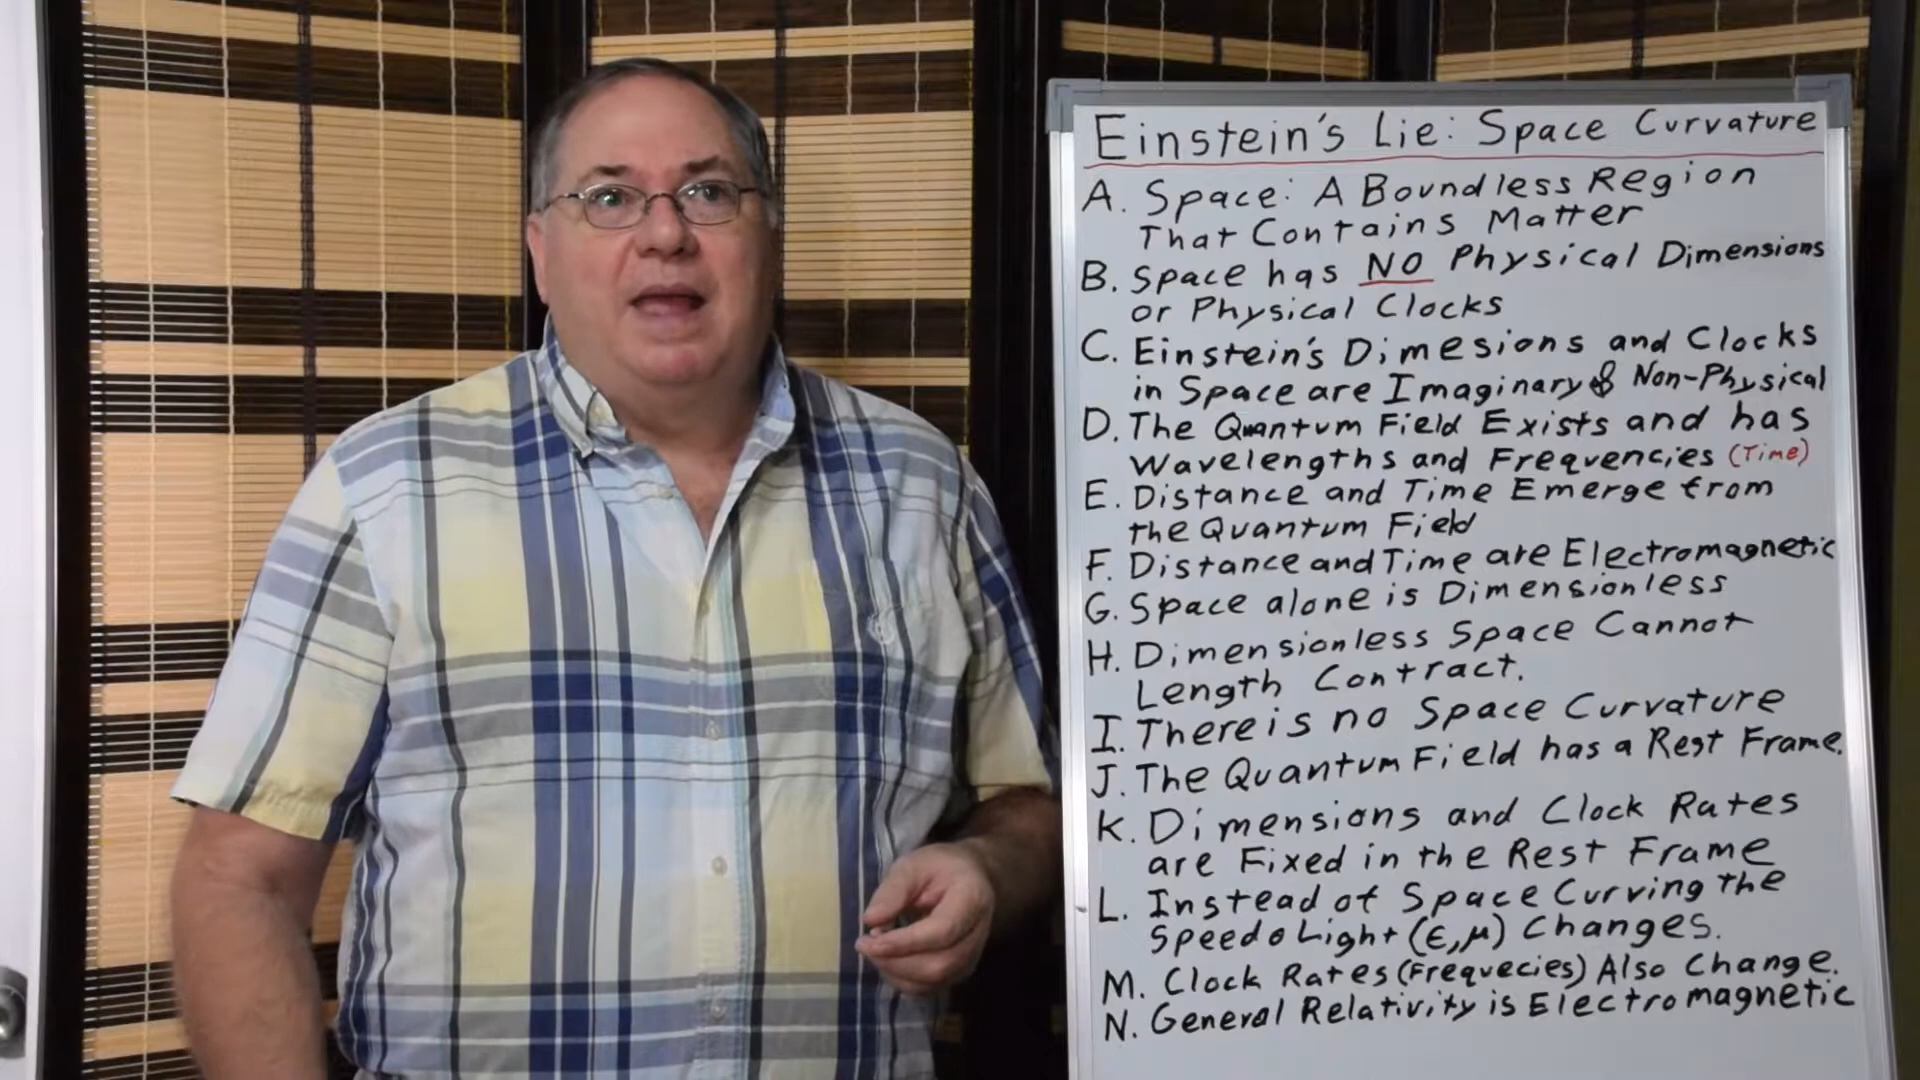 Einstein's Lie: Space Curvature
A. Space: A Boundless Region
That Contains Matter
B. Space has NO Physical Dimensions
or Physical Clocks
C. Einstein's Dimesions and Clocks
in Space are Imaginary & Non-Physical
D. The Quantum Field Exists and has
Wavelengths and Frequencies (Time)
E. Distance and Time Emerge from
the Quantum Field
F. Distance and Time are Electromagnetic
G. Space alone is Dimensionless
H. Dimensionless Space Cannot
Length Contract.
I. There is no Space Curvature
J. The Quantum Field has a Rest Frame.
K. Dimensions and Clock Rates
are Fixed in the Rest Frame
L. Instead of Space Curving the
Speed o Light (ϵ,μ) Changes.
M. Clock Rates (Frequecies) Also Change.
N. General Relativity is Electromagnetic